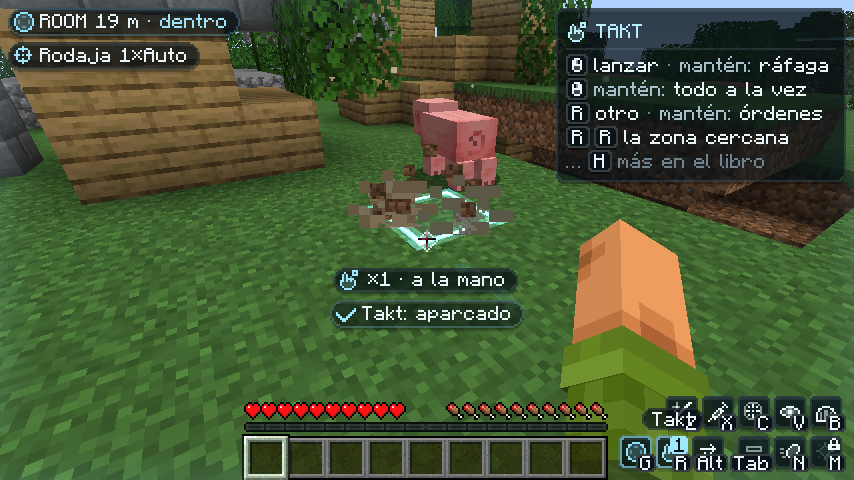 ROOM 19 m · dentro
Rodaja 1×Auto
TAKT
lanzar · mantén: ráfaga
mantén: todo a la vez
R otro · mantén: órdenes
R R la zona cercana
... H más en el libro
×1 · a la mano
Takt: aparcado
Takt Z X C V B
G 1 R Alt Tab N M